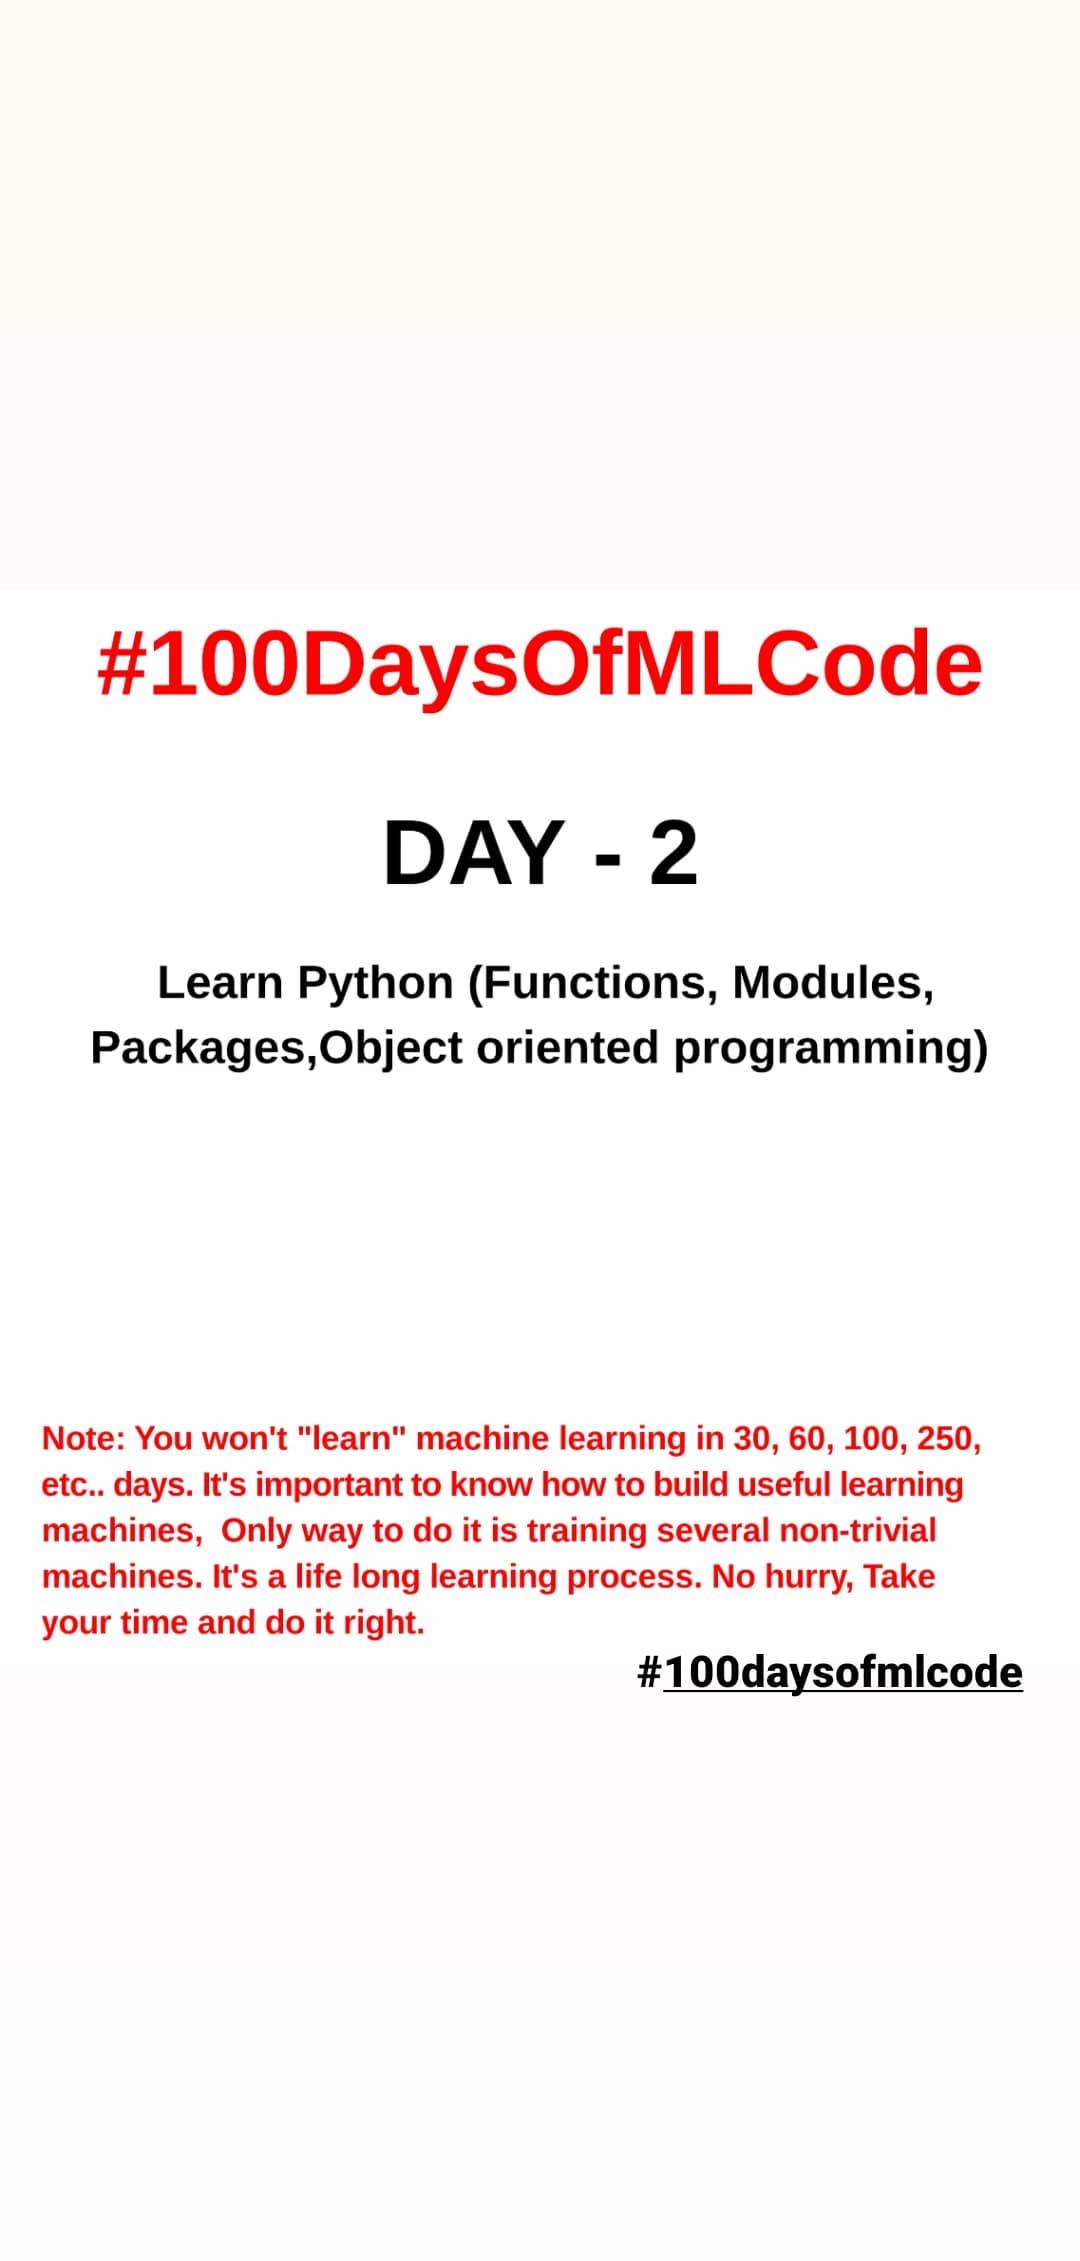 #100DaysOfMLCode
DAY - 2
Learn Python (Functions, Modules,
Packages,Object oriented programming)
Note: You won't "learn" machine learning in 30, 60, 100, 250,
etc.. days. It's important to know how to build useful learning
machines,  Only way to do it is training several non-trivial
machines. It's a life long learning process. No hurry, Take
your time and do it right.
#100daysofmlcode